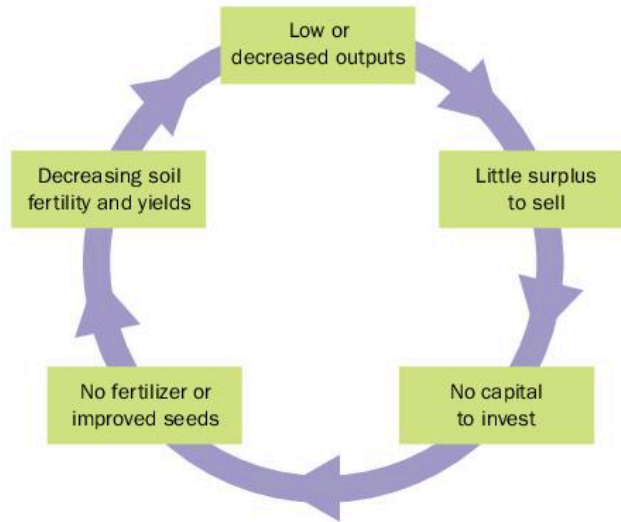 Low or
decreased outputs
Little surplus
to sell
No capital
to invest
No fertilizer or
improved seeds
Decreasing soil
fertility and yields